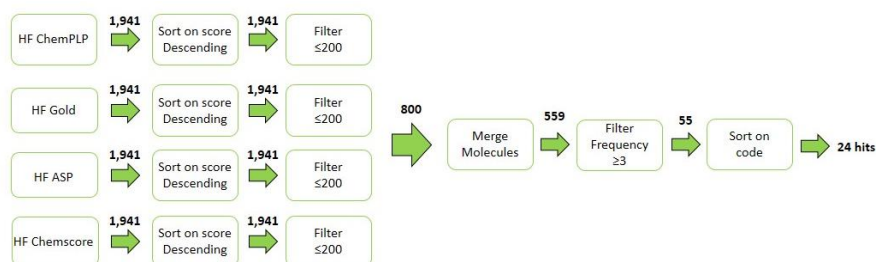 1,941
1,941
HF ChemPLP
Sort on score
Descending
Filter
≤200
1,941
1,941
HF Gold
Sort on score
Descending
Filter
≤200
1,941
1,941
HF ASP
Sort on score
Descending
Filter
≤200
1,941
1,941
HF Chemscore
Sort on score
Descending
Filter
≤200
800
Merge
Molecules
559
Filter
Frequency
≥3
55
Sort on
code
24 hits